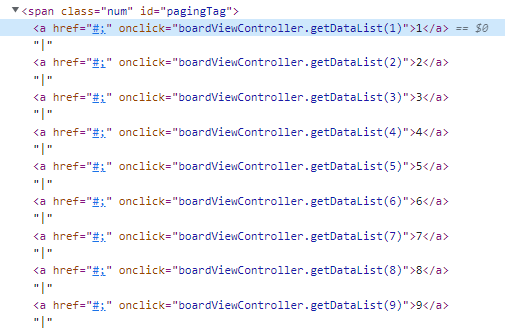 ▼<span class="num" id="pagingTag">
<a href="#;" onclick="boardViewController.getDataList(1)">1</a> == $0
"|"
<a href="#;" onclick="boardViewController.getDataList(2)">2</a>
"|"
<a href="#;" onclick="boardViewController.getDataList(3)">3</a>
"|"
<a href="#;" onclick="boardViewController.getDataList(4)">4</a>
"|"
<a href="#;" onclick="boardViewController.getDataList(5)">5</a>
"|"
<a href="#;" onclick="boardViewController.getDataList(6)">6</a>
"|"
<a href="#;" onclick="boardViewController.getDataList(7)">7</a>
"|"
<a href="#;" onclick="boardViewController.getDataList(8)">8</a>
"|"
<a href="#;" onclick="boardViewController.getDataList(9)">9</a>
"|"